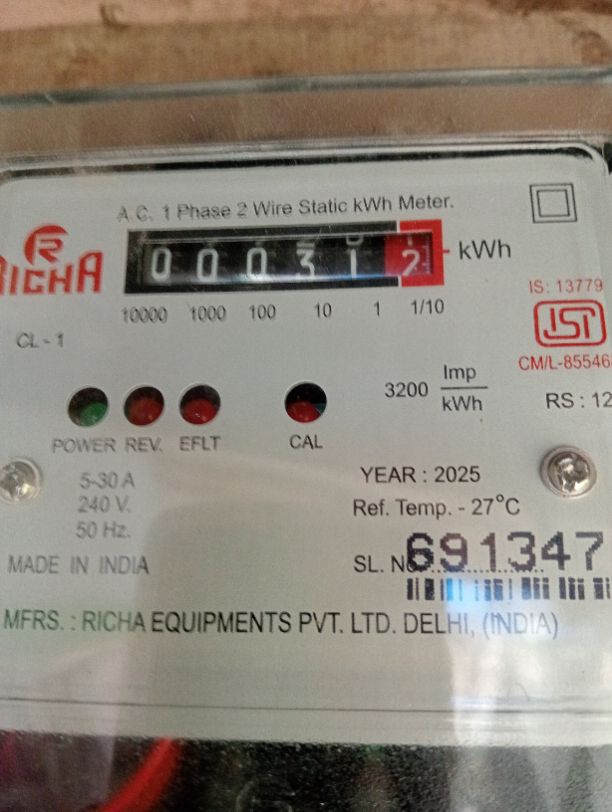 A.C. 1 Phase 2 Wire Static kWh Meter.
RICHA
0 0 0 3 1 2 kWh
10000 1000 100 10 1 1/10
IS: 13779
ISI
CM/L-85546
CL - 1
3200 Imp
kWh
RS : 12
POWER REV. EFLT CAL
5-30 A
240 V.
50 Hz.
YEAR : 2025
Ref. Temp. - 27°C
MADE IN INDIA
SL. No. 691347
MFRS. : RICHA EQUIPMENTS PVT. LTD. DELHI, (INDIA)